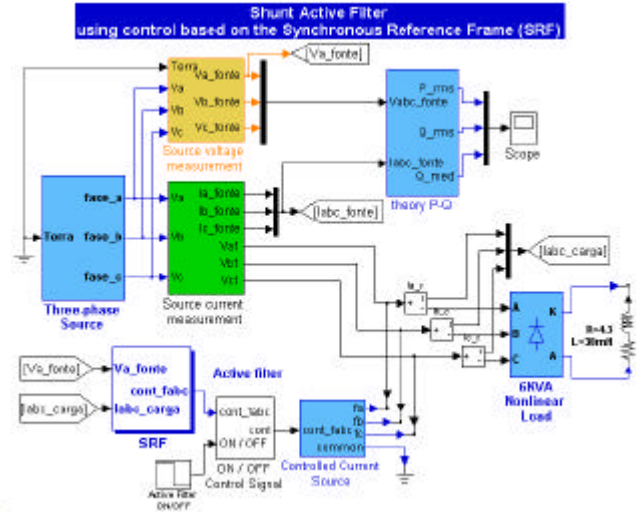 Shunt Active Filter
using control based on the Synchronous Reference Frame (SRF)
[Va_fonte]
Terra
Va
Vb
Vc
Va_fonte
Vb_fonte
Vc_fonte
Source voltage
measurement
Vabc_fonte
Iabc_fonte
P_rms
Q_med
theory P-Q
Scope
Terra
fase_a
fase_b
fase_c
Three-phase
Source
Va
Vb
Vc
Ia_fonte
Ib_fonte
Ic_fonte
Va1
Vb1
Vc1
Source current
measurement
[Iabc_fonte]
[Iabc_carga]
A
B
C
K
A
6KVA
Nonlinear
Load
R=4.3
L=30mH
[Va_fonte]
[Iabc_carga]
Va_fonte
cont_fabc
Iabc_carga
SRF
Active filter
cont_fabc
cont
ON / OFF
ON / OFF
Control Signal
Active Filter
ON/OFF
fa
fb
fc
cont_fabc
common
Controlled Current
Source